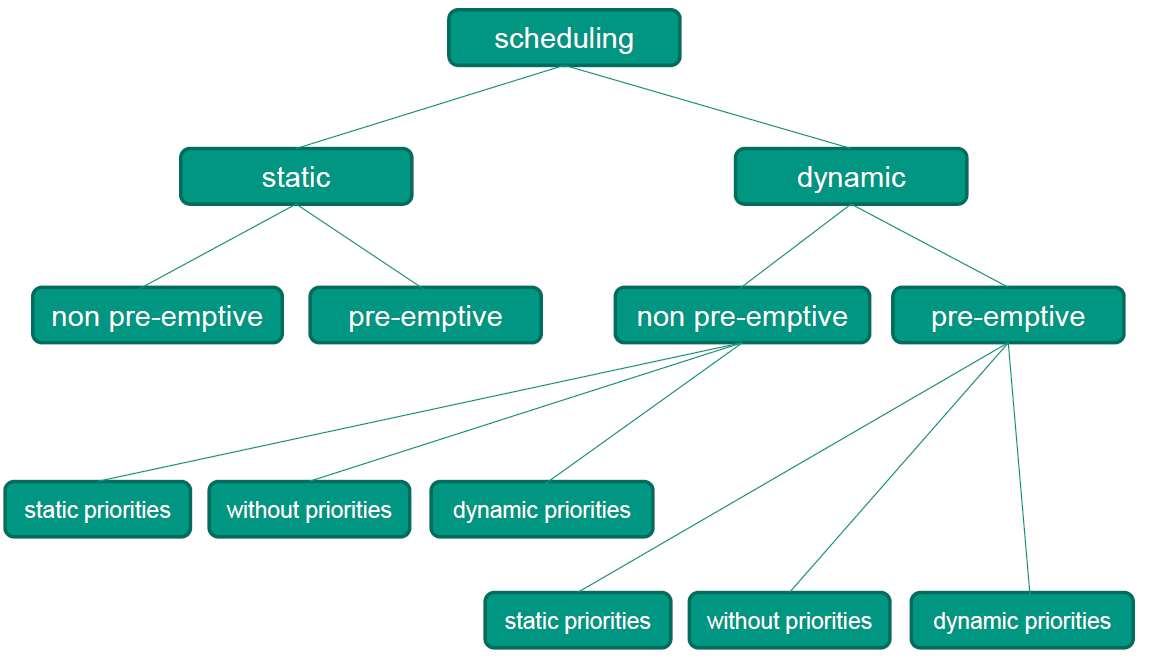 scheduling
static
dynamic
non pre-emptive
pre-emptive
non pre-emptive
pre-emptive
static priorities
without priorities
dynamic priorities
static priorities
without priorities
dynamic priorities